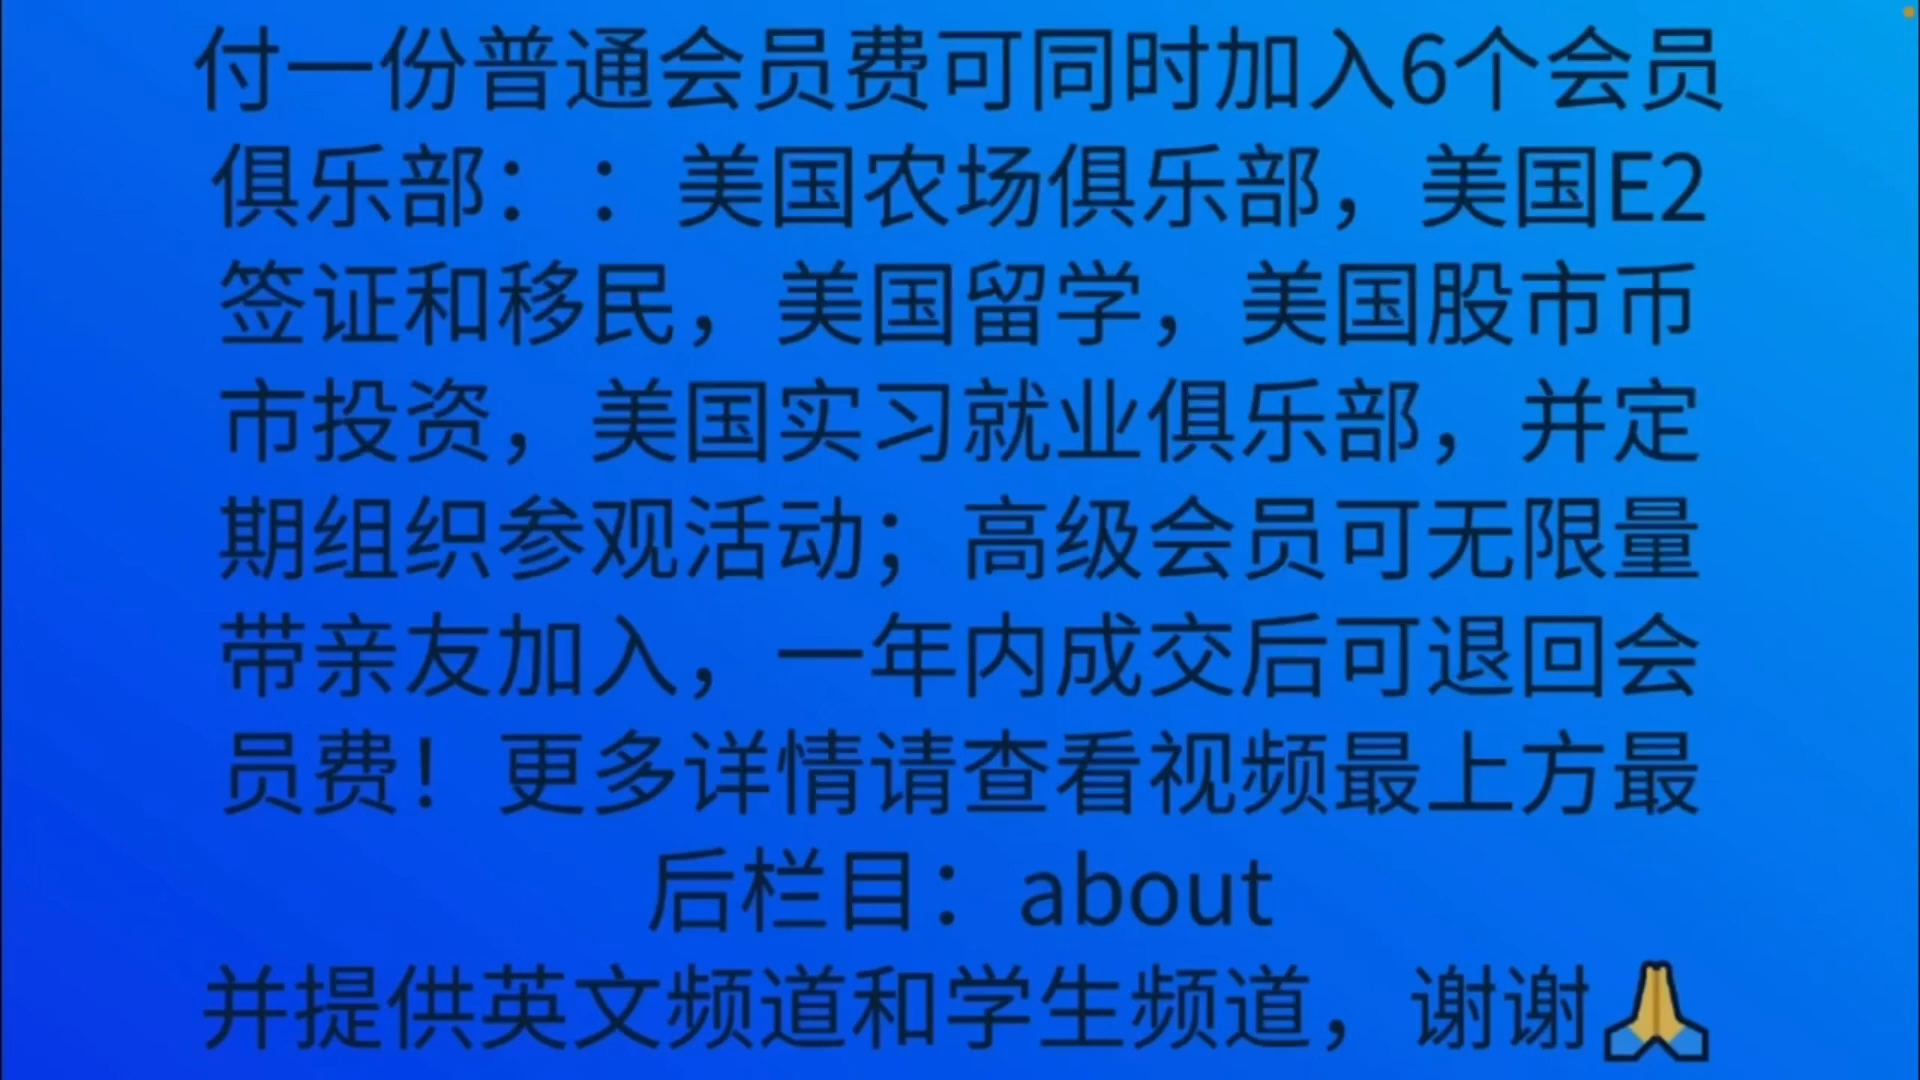 付一份普通会员费可同时加入6个会员
俱乐部：：美国农场俱乐部，美国E2
签证和移民，美国留学，美国股市币
市投资，美国实习就业俱乐部，并定
期组织参观活动；高级会员可无限量
带亲友加入，一年内成交后可退回会
员费！更多详情请查看视频最上方最
后栏目：about
并提供英文频道和学生频道，谢谢🙏